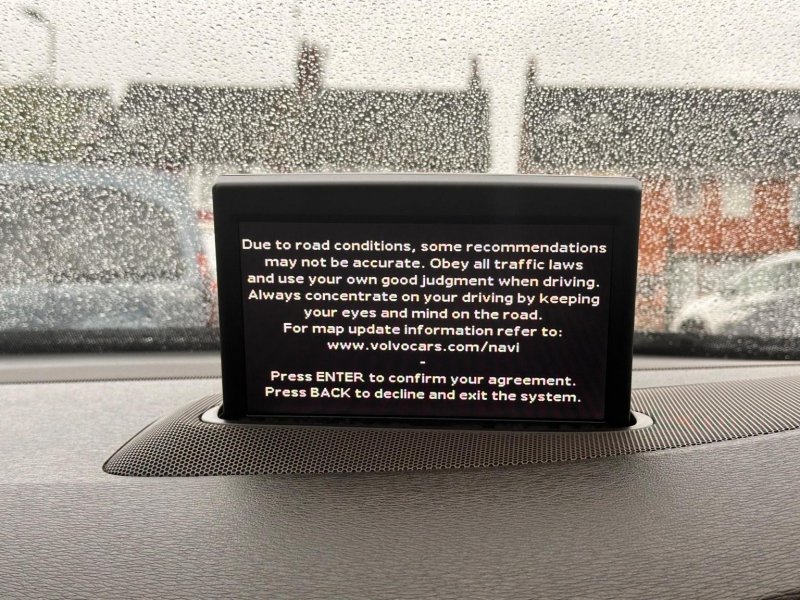 Due to road conditions, some recommendations
may not be accurate. Obey all traffic laws
and use your own good judgment when driving.
Always concentrate on your driving by keeping
your eyes and mind on the road.
For map update information refer to:
www.volvocars.com/navi
-
Press ENTER to confirm your agreement.
Press BACK to decline and exit the system.